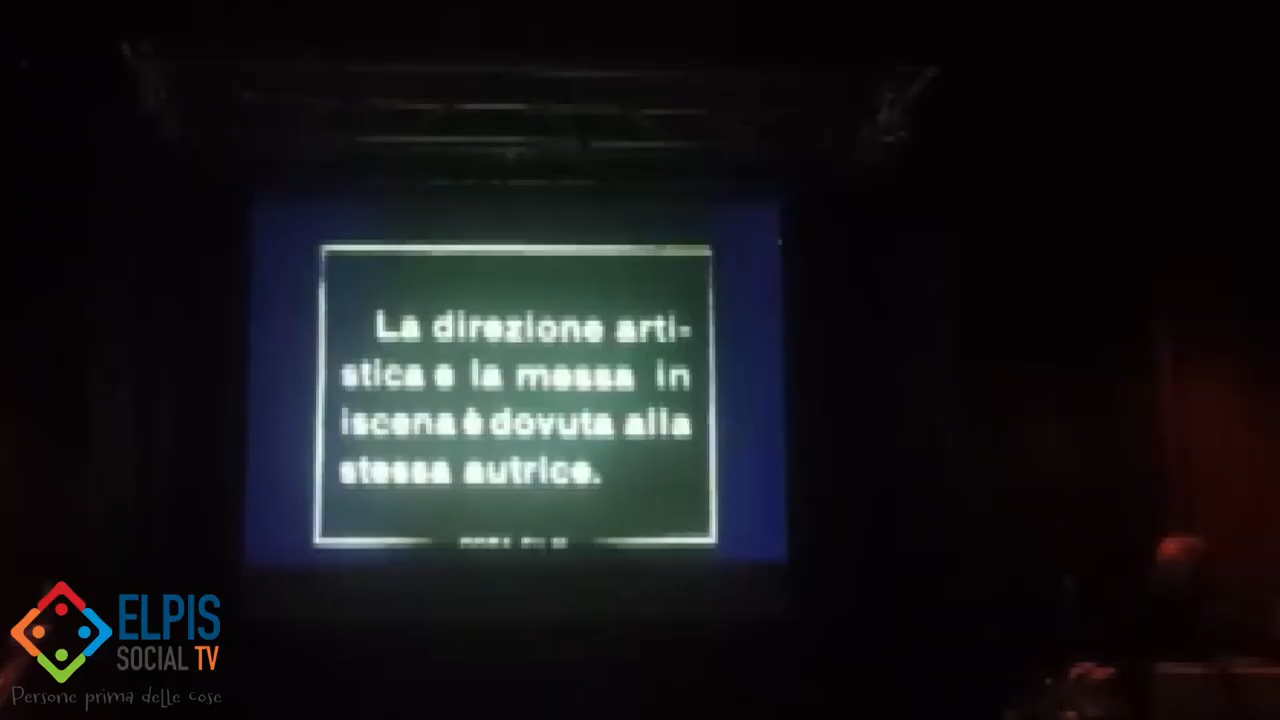 La direzione arti-
stica e la messa in
iscena è dovuta alla
stessa autrice.
ELPIS
SOCIAL TV
Persone prima delle cose